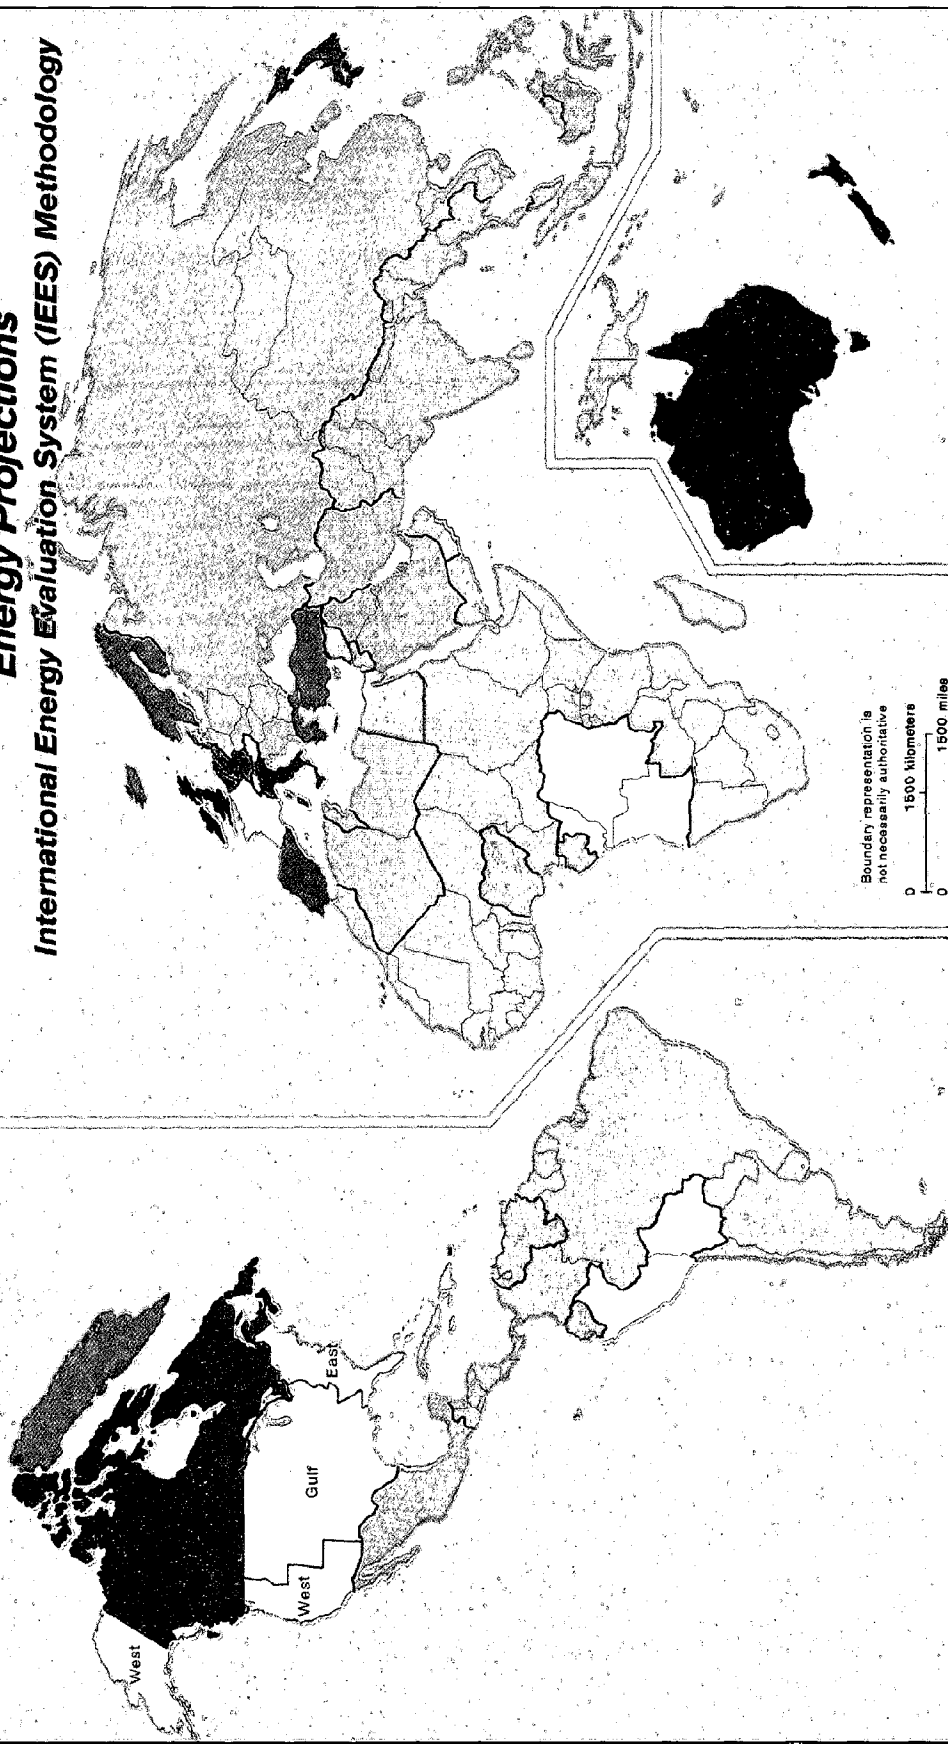 Energy Projections
International Energy Evaluation System (IEES) Methodology
West
West
Gulf
East
Boundary representation is
not necessarily authoritative
0 1500 kilometers
0 1500 miles